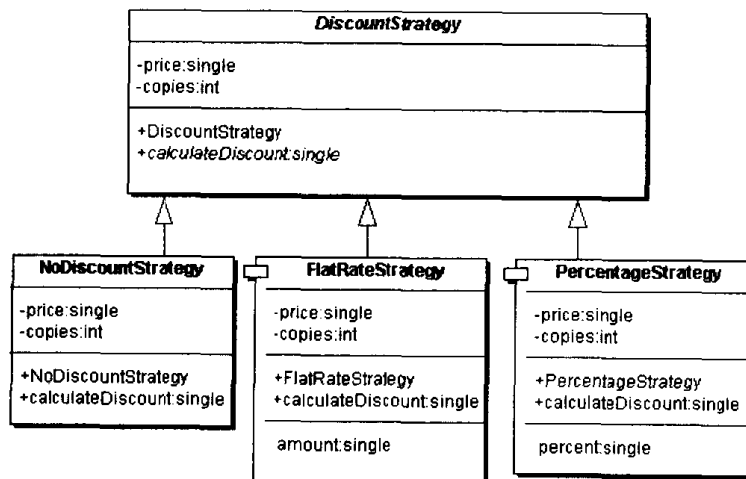 DiscountStrategy
-price:single
-copies:int
+DiscountStrategy
+calculateDiscount:single
NoDiscountStrategy
-price:single
-copies:int
+NoDiscountStrategy
+calculateDiscount:single
FlatRateStrategy
-price:single
-copies:int
+FlatRateStrategy
+calculateDiscount:single
amount:single
PercentageStrategy
-price:single
-copies:int
+PercentageStrategy
+calculateDiscount:single
percent:single